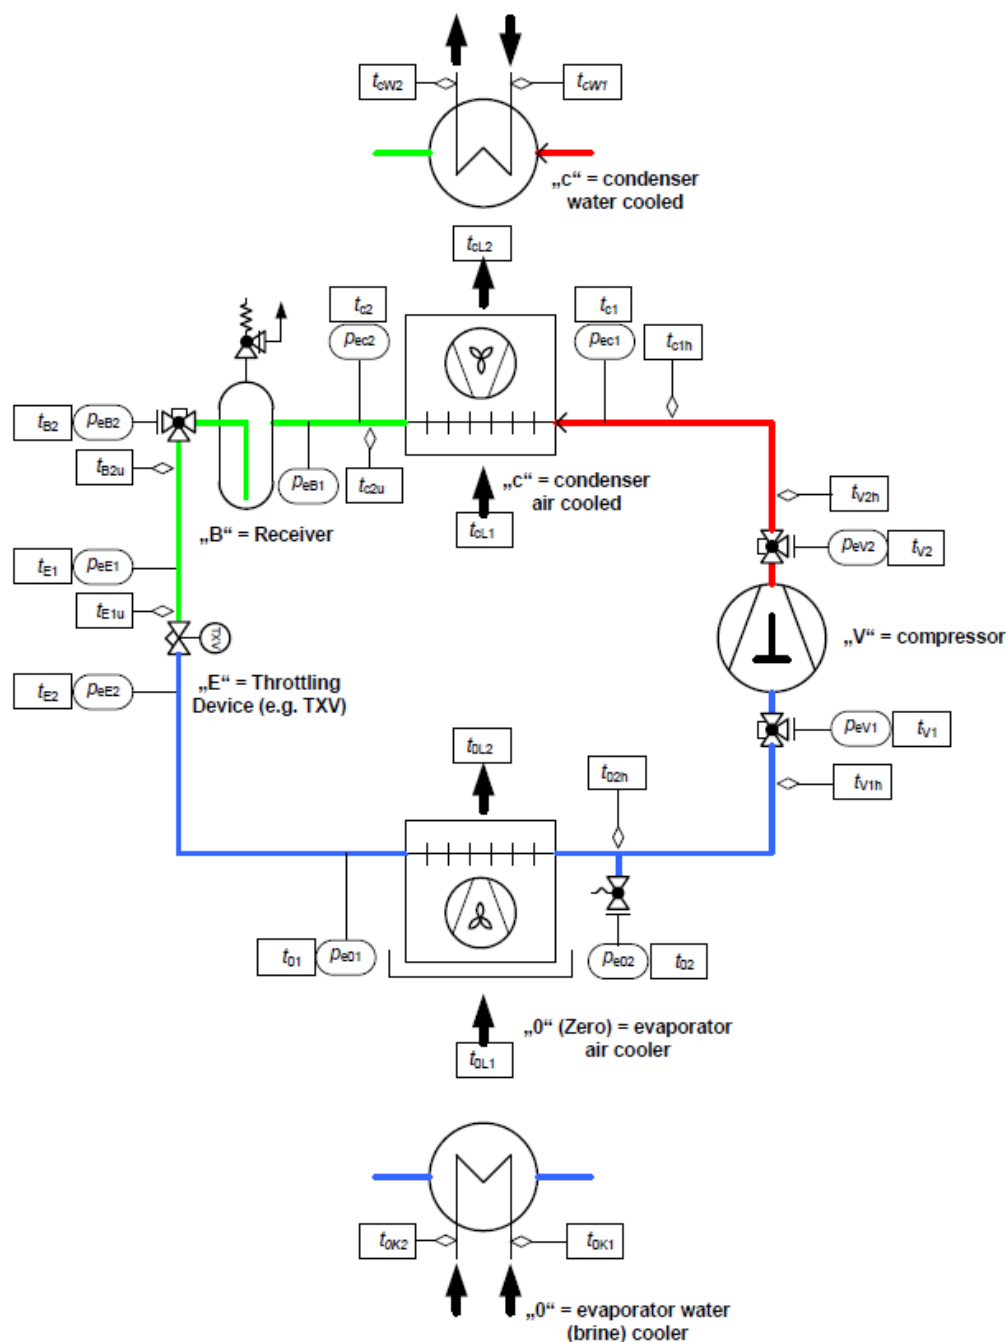 tcW2
tcW1
„c“ = condenser
water cooled
tcL2
tc2
pec2
tc1
pec1
tc1h
tB2
peB2
tB2u
peB1
tc2u
„c“ = condenser
air cooled
tcL1
„B“ = Receiver
tV2h
peV2
tV2
tE1
peE1
tE1u
TXV
„V“ = compressor
tE2
peE2
„E“ = Throttling
Device (e.g. TXV)
peV1
tV1
t0L2
t02h
tV1h
t01
pe01
pe02
t02
„0“ (Zero) = evaporator
air cooler
t0L1
t0K2
t0K1
„0“ = evaporator water
(brine) cooler